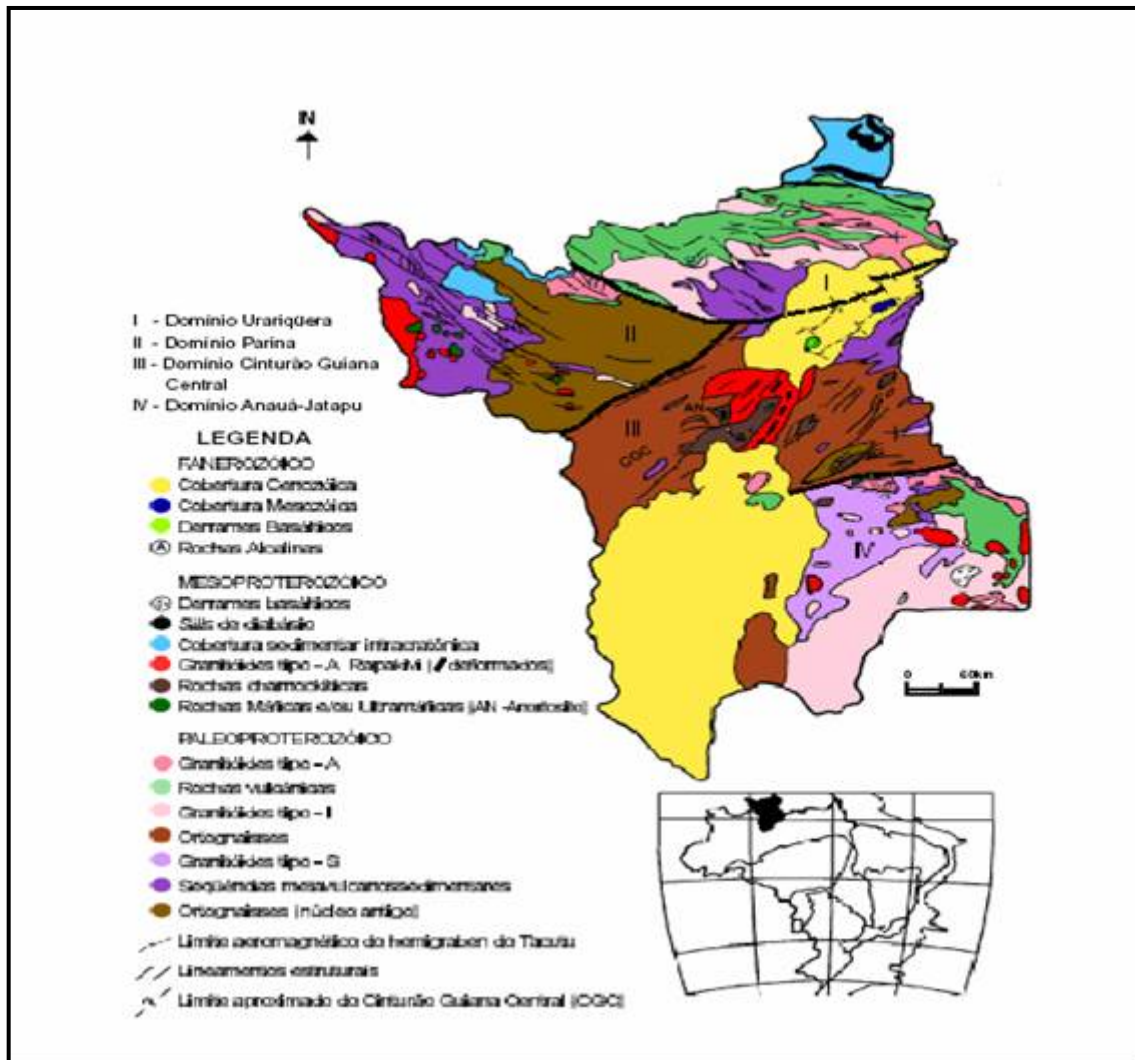 N
I - Domínio Urariqüera
II - Domínio Parima
III - Domínio Cinturão Guiana
Central
IV - Domínio Anauá-Jatapu
LEGENDA
FANEROZÓICO
Cobertura Cenozóica
Cobertura Mesozóica
Derrames Basálticos
A Rochas Alcalinas
MESOPROTEROZÓICO
Derrames basálticos
Sills de diabásio
Cobertura sedimentar intracratônica
Granitóides tipo - A Rapakivi (deformados)
Rochas charnockíticas
Rochas Máficas e/ou Ultramáficas (AN - Anortosito)
PALEOPROTEROZÓICO
Granitóides tipo - A
Rochas vulcânicas
Granitóides tipo - I
Ortognaisses
Granitóides tipo - S
Seqüências metavulcanossedimentares
Ortognaisses (núcleo antigo)
Limite aeromagnético do hemigraben do Tacutu
Lineamentos estruturais
Limite aproximado do Cinturão Guiana Central (CGC)
I
II
III
CGC
AN
IV
0 60km